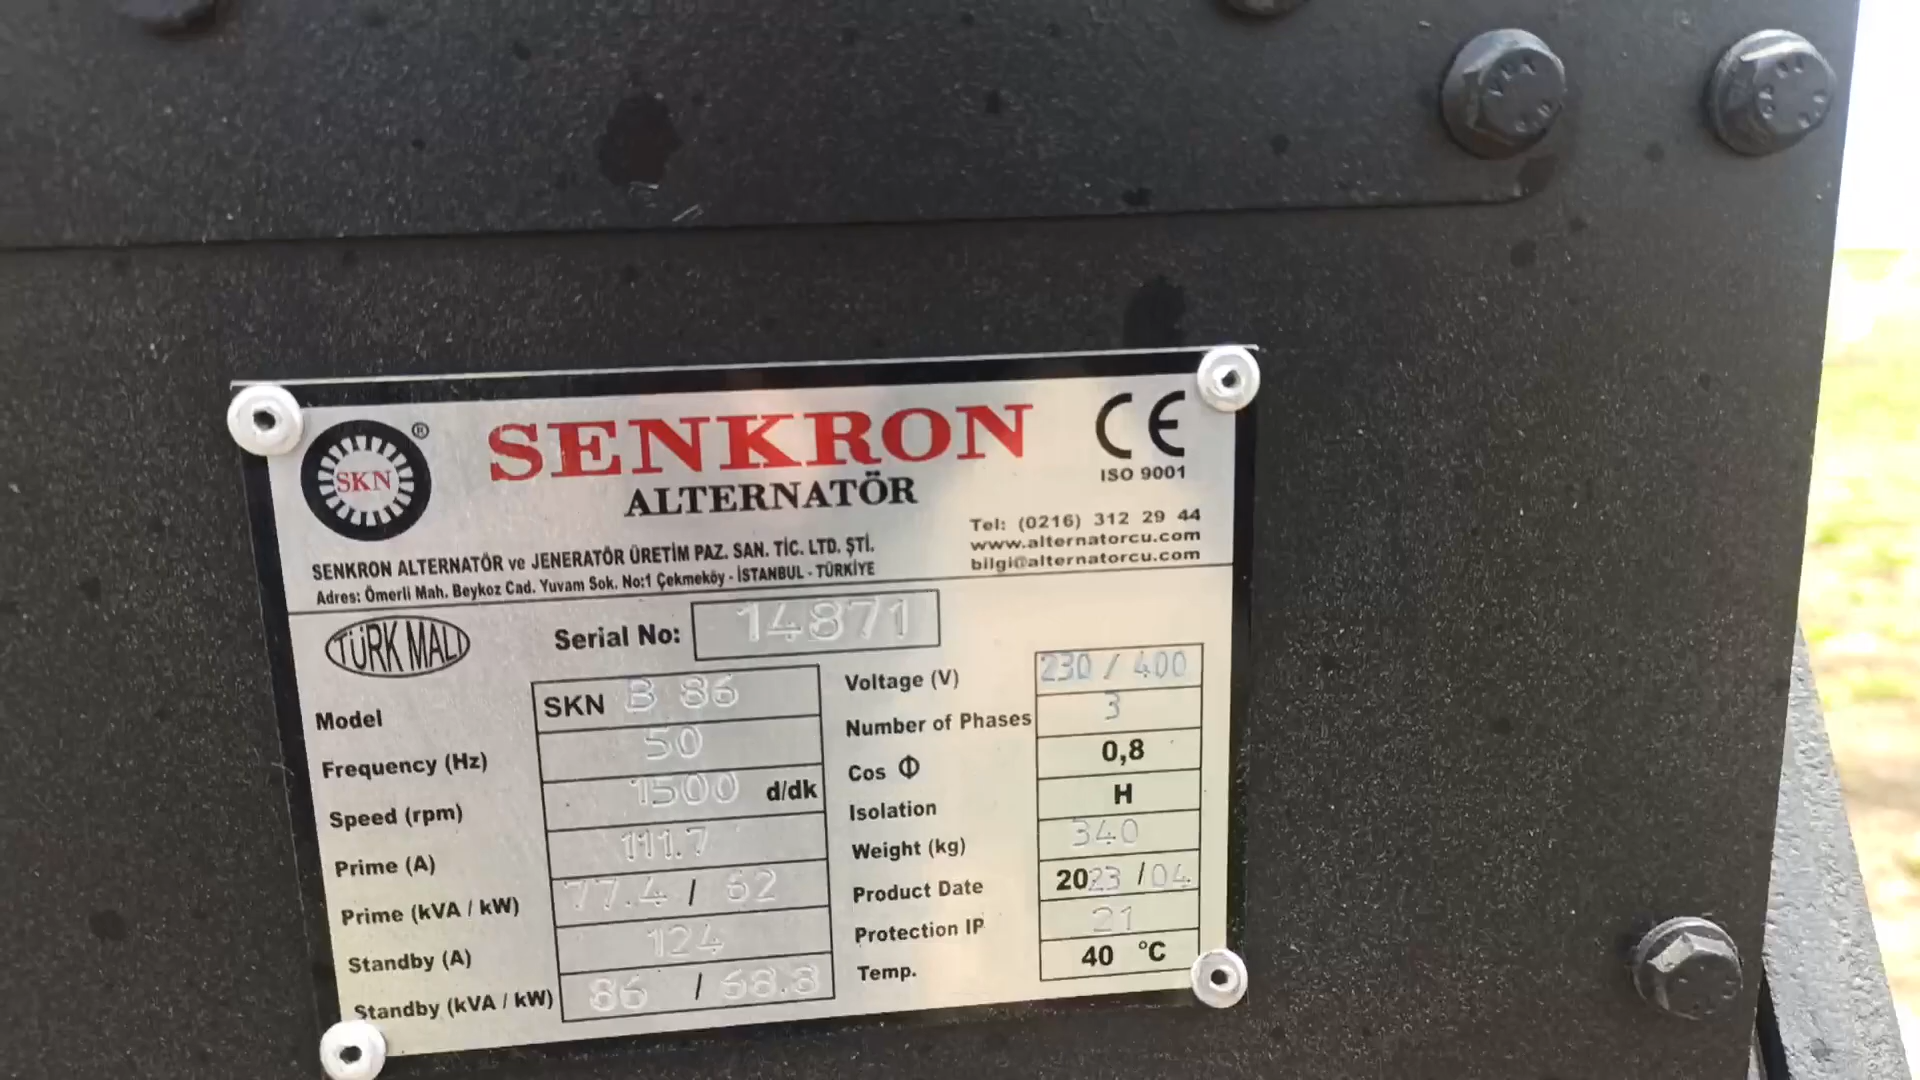 SKN ®
SENKRON
ALTERNATÖR
CE
ISO 9001
SENKRON ALTERNATÖR ve JENERATÖR ÜRETİM PAZ. SAN. TİC. LTD. ŞTİ.
Adres: Ömerli Mah. Beykoz Cad. Yuvam Sok. No:1 Çekmeköy - İSTANBUL - TÜRKİYE
Tel: (0216) 312 29 44
www.alternatorcu.com
bilgi@alternatorcu.com
TÜRK MALI
Serial No: 14871
Model SKN B 86
Frequency (Hz) 50
Speed (rpm) 1500 d/dk
Prime (A) 111.7
Prime (kVA / kW) 77.4 / 62
Standby (A) 124
Standby (kVA / kW) 86 / 68.8
Voltage (V) 230 / 400
Number of Phases 3
Cos Φ 0,8
Isolation H
Weight (kg) 340
Product Date 2023 / 04
Protection IP 21
Temp. 40 °C